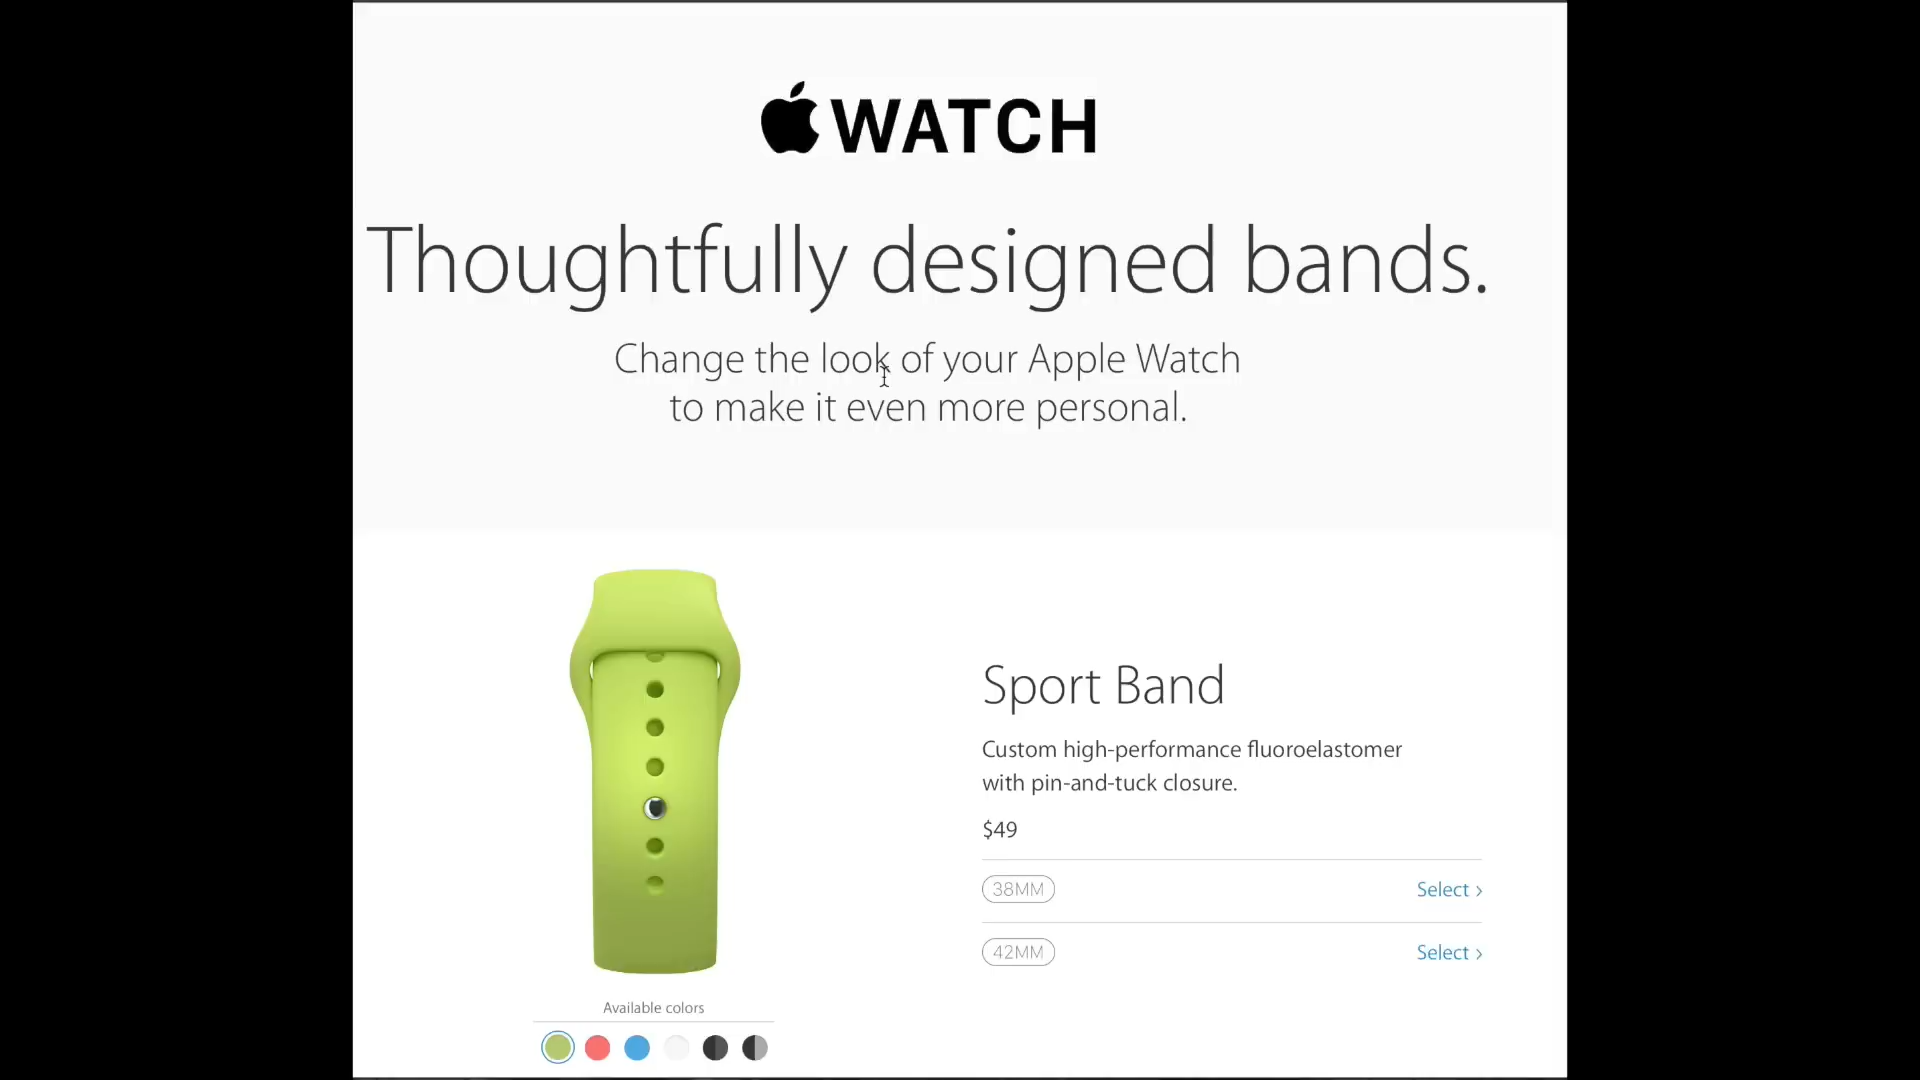 WATCH
Thoughtfully designed bands.
Change the look of your Apple Watch
to make it even more personal.
Sport Band
Custom high-performance fluoroelastomer
with pin-and-tuck closure.
$49
38MM Select >
42MM Select >
Available colors